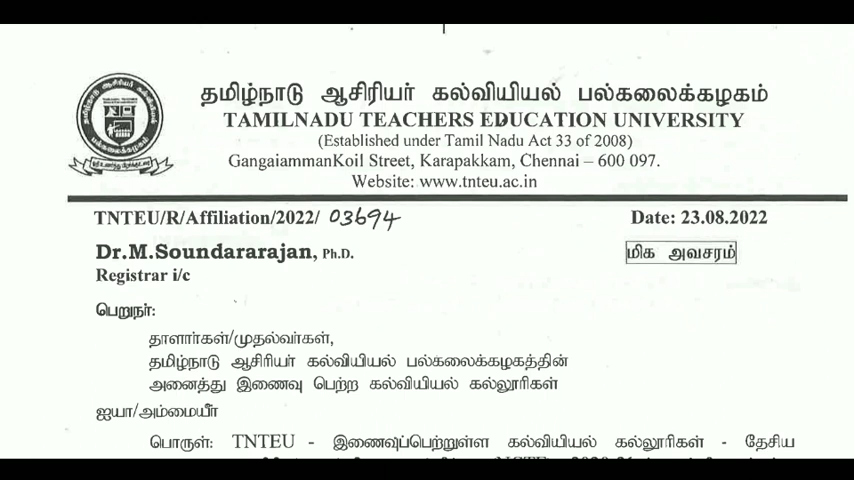 தமிழ்நாடு ஆசிரியர் கல்வியியல் பல்கலைக்கழகம்
TAMILNADU TEACHERS EDUCATION UNIVERSITY
(Established under Tamil Nadu Act 33 of 2008)
GangaiammanKoil Street, Karapakkam, Chennai – 600 097.
Website: www.tnteu.ac.in
TNTEU/R/Affiliation/2022/ 03694 Date: 23.08.2022
Dr.M.Soundararajan, Ph.D. மிக அவசரம்
Registrar i/c
பெறுநர்:
தாளார்கள்/முதல்வர்கள்,
தமிழ்நாடு ஆசிரியர் கல்வியியல் பல்கலைக்கழகத்தின்
அனைத்து இணைவு பெற்ற கல்வியியல் கல்லூரிகள்
ஐயா/அம்மையீர்
பொருள்: TNTEU - இணைவுப்பெற்றுள்ள கல்வியியல் கல்லூரிகள் - தேசிய